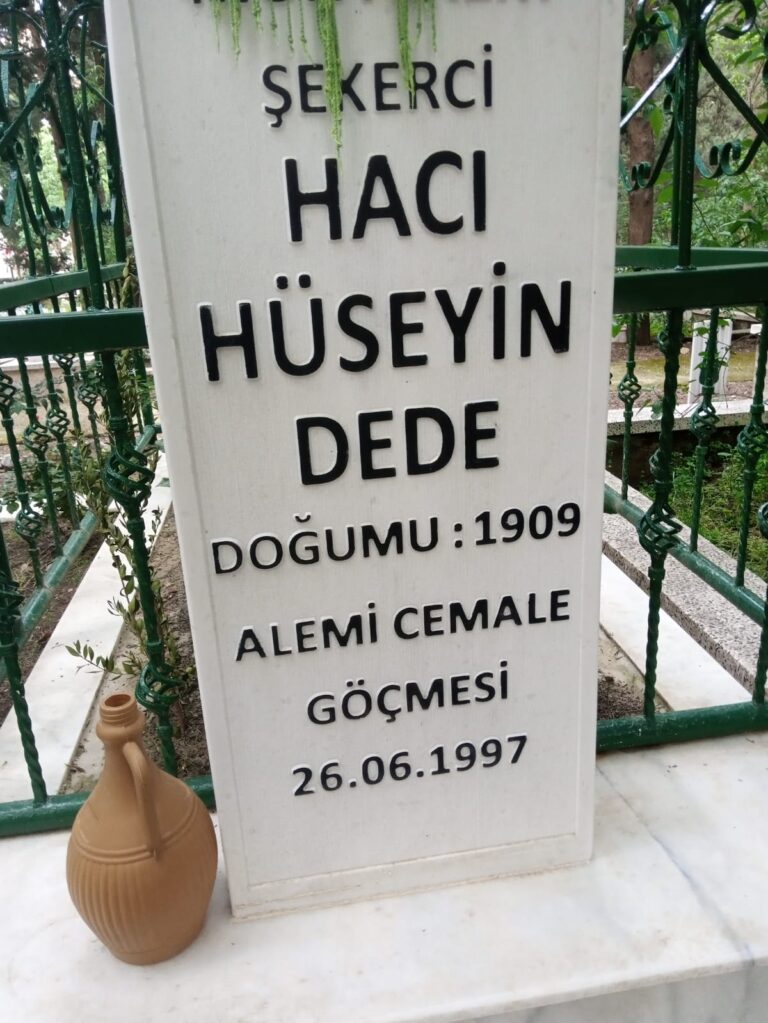 ŞEKERCİ
HACI
HÜSEYİN
DEDE
DOĞUMU : 1909
ALEMİ CEMALE
GÖÇMESİ
26.06.1997